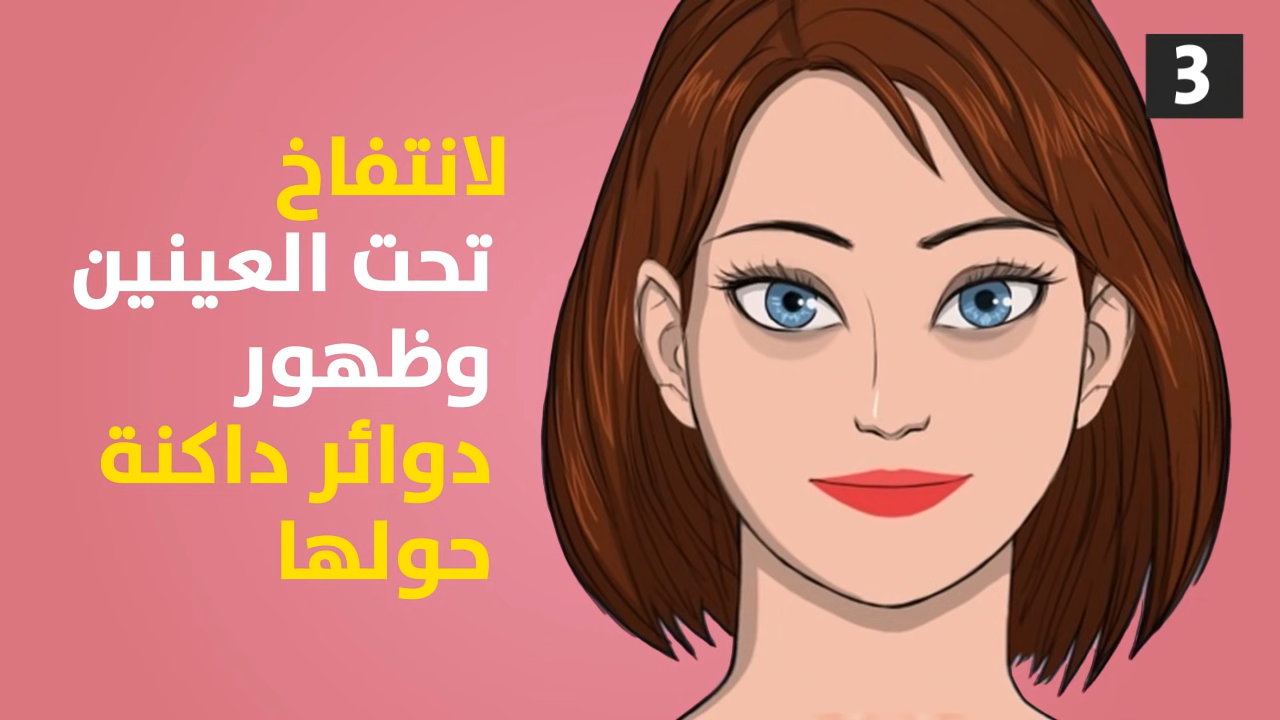 3
لانتفاخ
تحت العينين
وظهور
دوائر داكنة
حولها